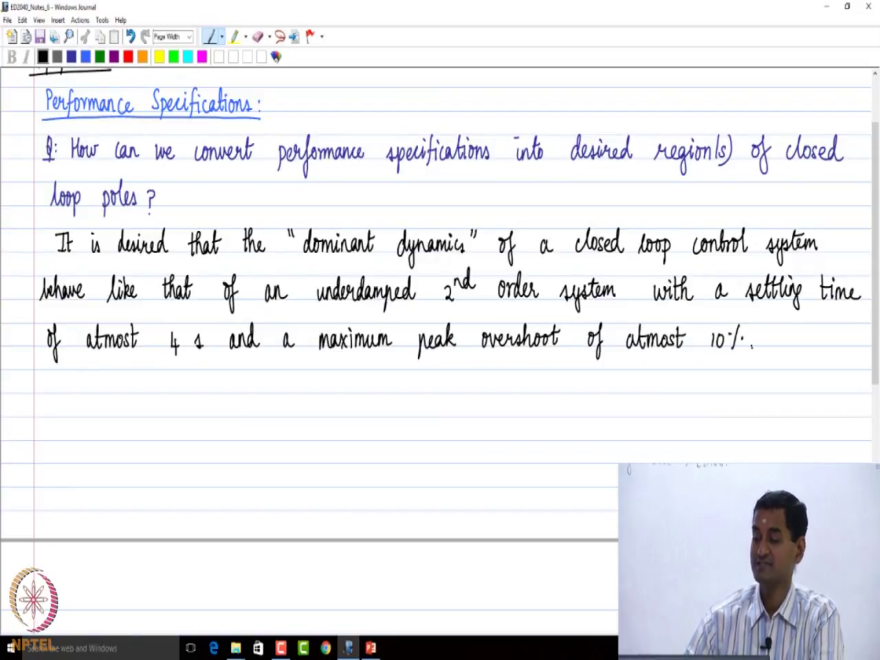 ED2040_Notes_6 - Windows Journal
File Edit View Insert Actions Tools Help
Page Width
B I
Performance Specifications:
Q: How can we convert performance specifications into desired region(s) of closed
loop poles?
It is desired that the "dominant dynamics" of a closed loop control system
behave like that of an underdamped 2nd order system with a settling time
of atmost 4 s and a maximum peak overshoot of atmost 10%.
NPTEL
the web and Windows